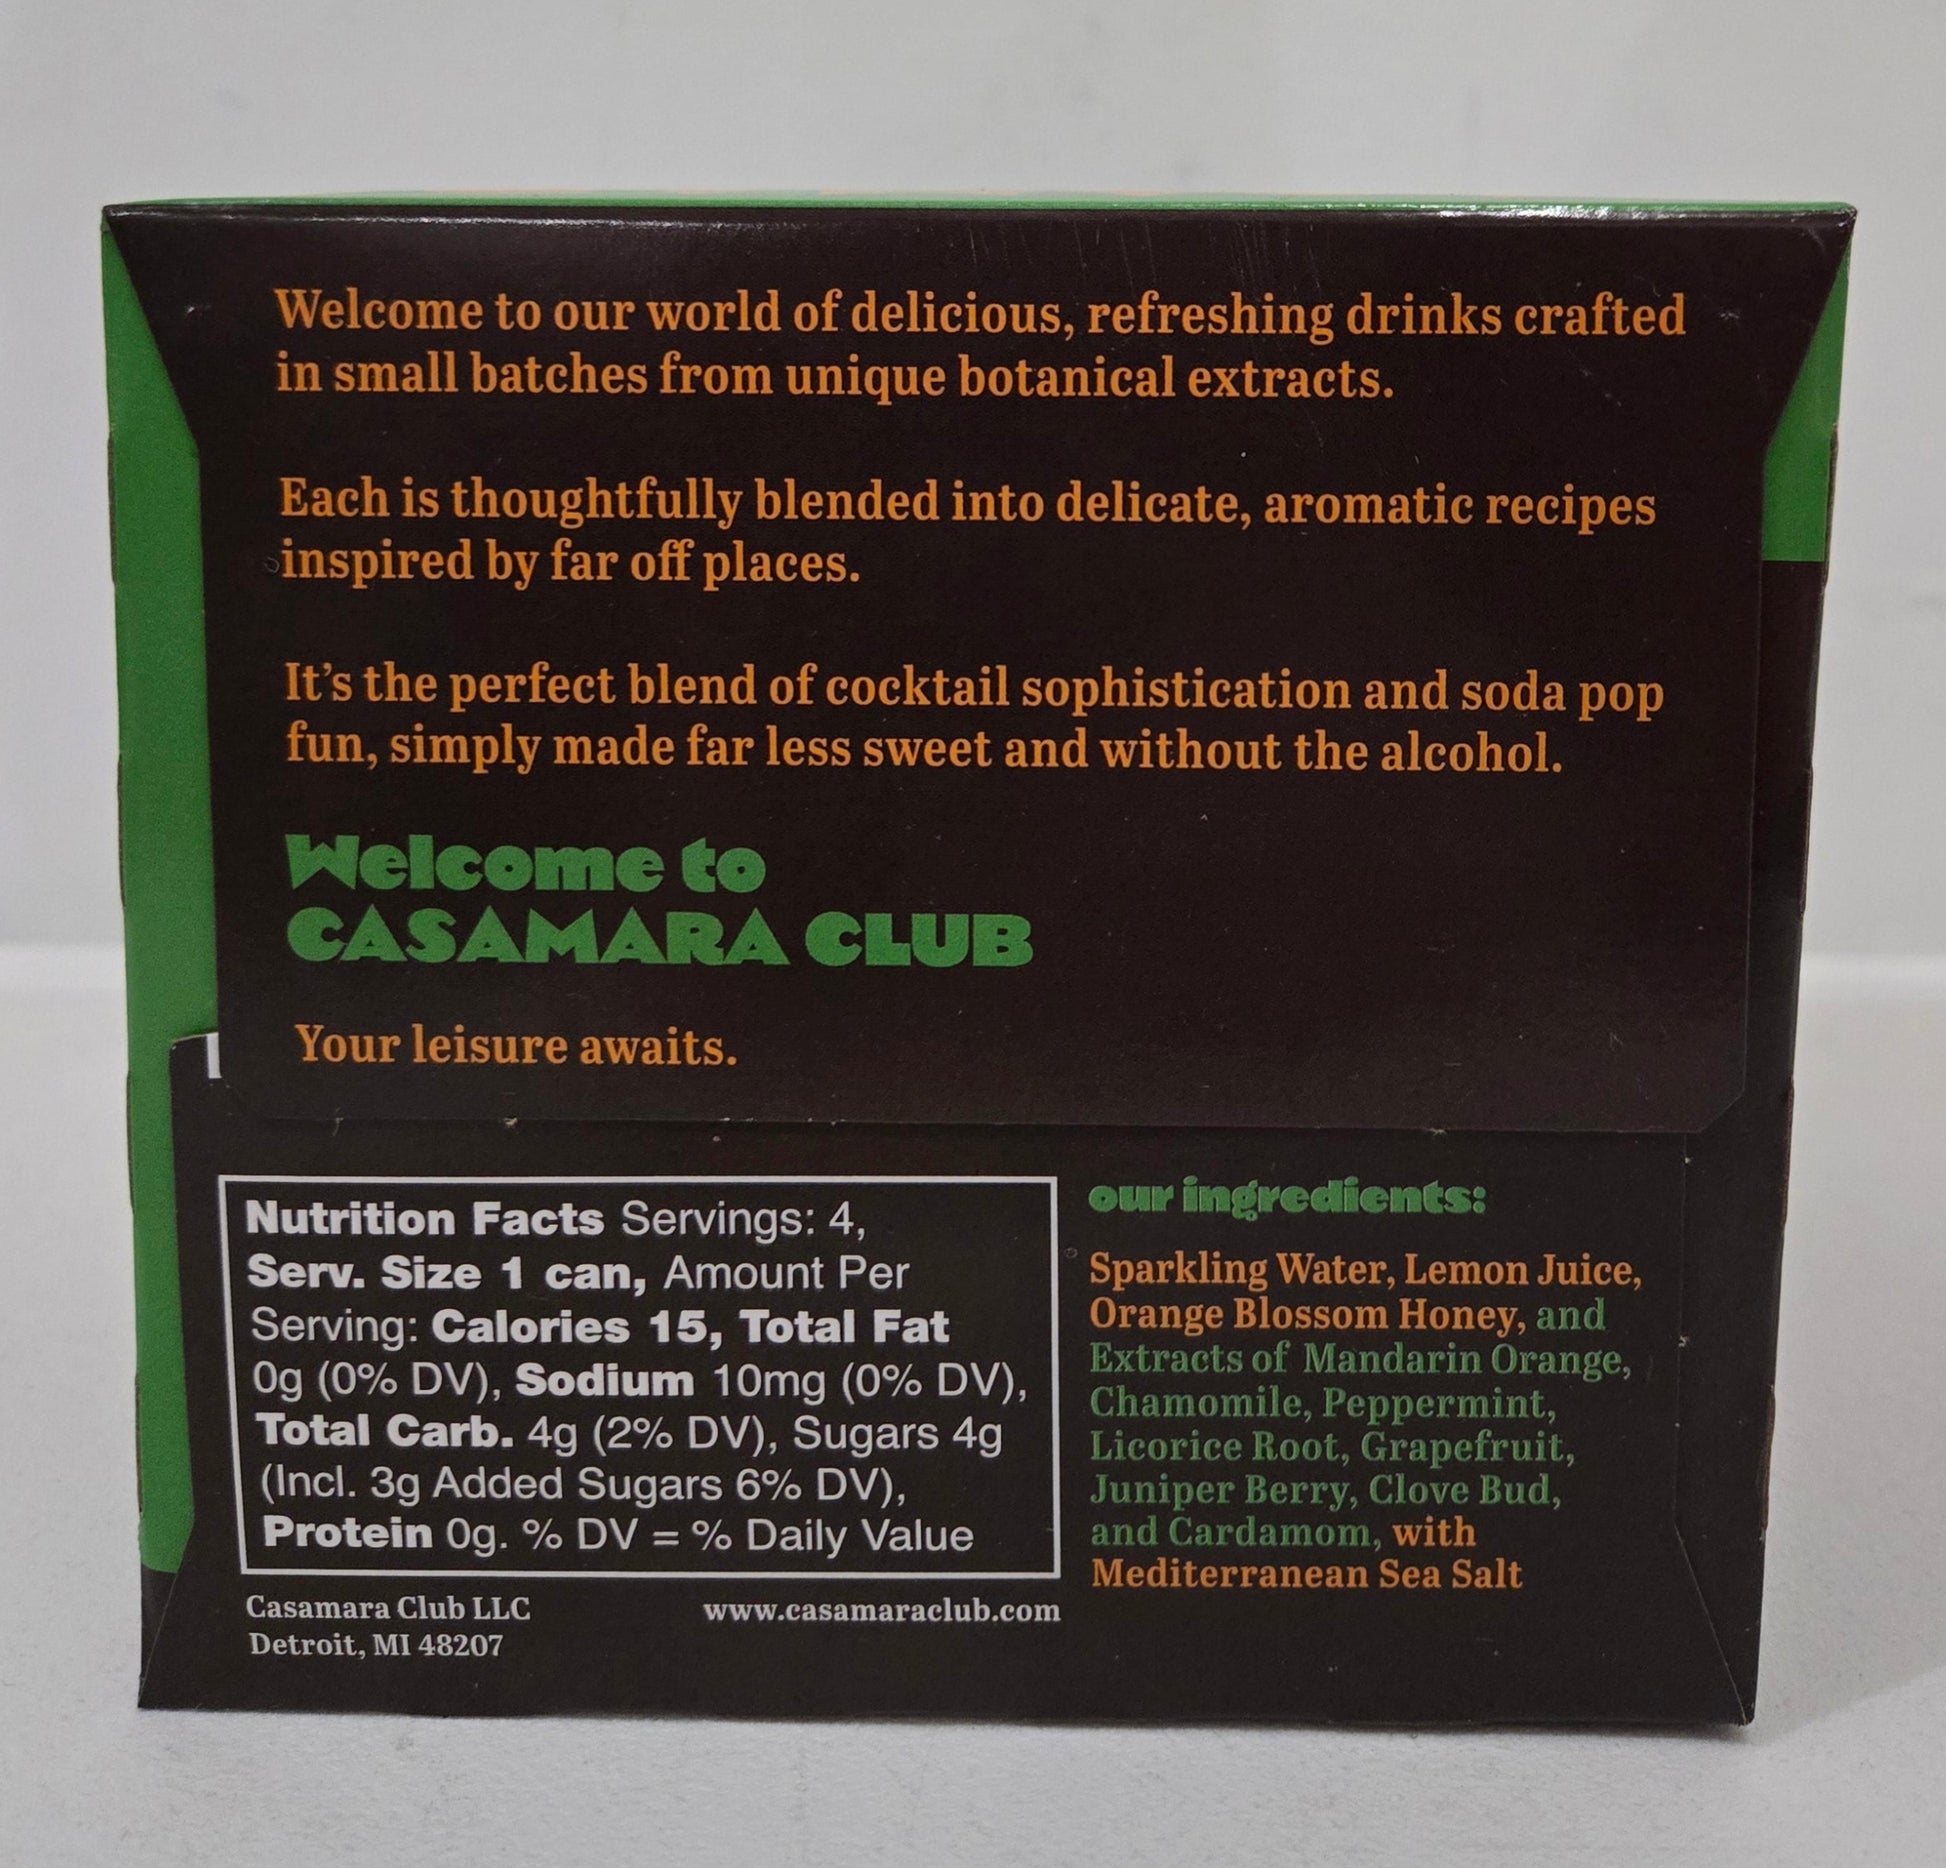 Welcome to our world of delicious, refreshing drinks crafted
in small batches from unique botanical extracts.
Each is thoughtfully blended into delicate, aromatic recipes
inspired by far off places.
It's the perfect blend of cocktail sophistication and soda pop
fun, simply made far less sweet and without the alcohol.
Welcome to
CASAMARA CLUB
Your leisure awaits.
Nutrition Facts Servings: 4,
Serv. Size 1 can, Amount Per
Serving: Calories 15, Total Fat
0g (0% DV), Sodium 10mg (0% DV),
Total Carb. 4g (2% DV), Sugars 4g
(Incl. 3g Added Sugars 6% DV),
Protein 0g. % DV = % Daily Value
Casamara Club LLC
Detroit, MI 48207
www.casamaraclub.com
our ingredients:
Sparkling Water, Lemon Juice,
Orange Blossom Honey, and
Extracts of Mandarin Orange,
Chamomile, Peppermint,
Licorice Root, Grapefruit,
Juniper Berry, Clove Bud,
and Cardamom, with
Mediterranean Sea Salt